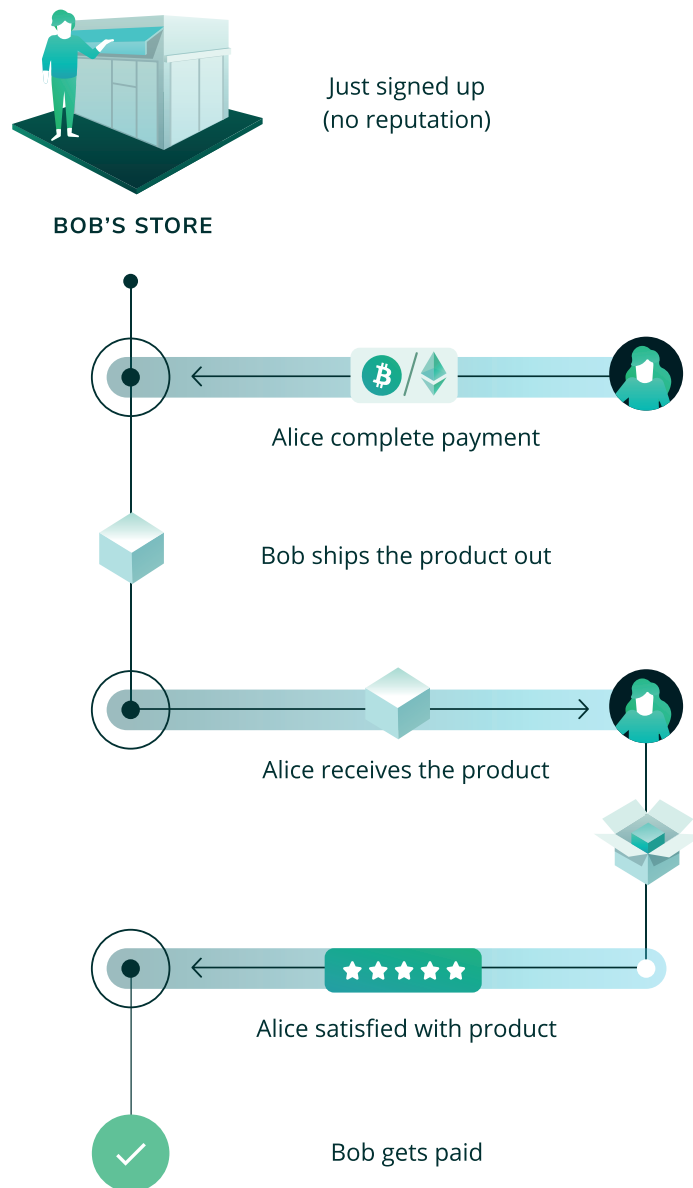 Just signed up
(no reputation)
BOB’S STORE
Alice complete payment
Bob ships the product out
Alice receives the product
Alice satisfied with product
Bob gets paid